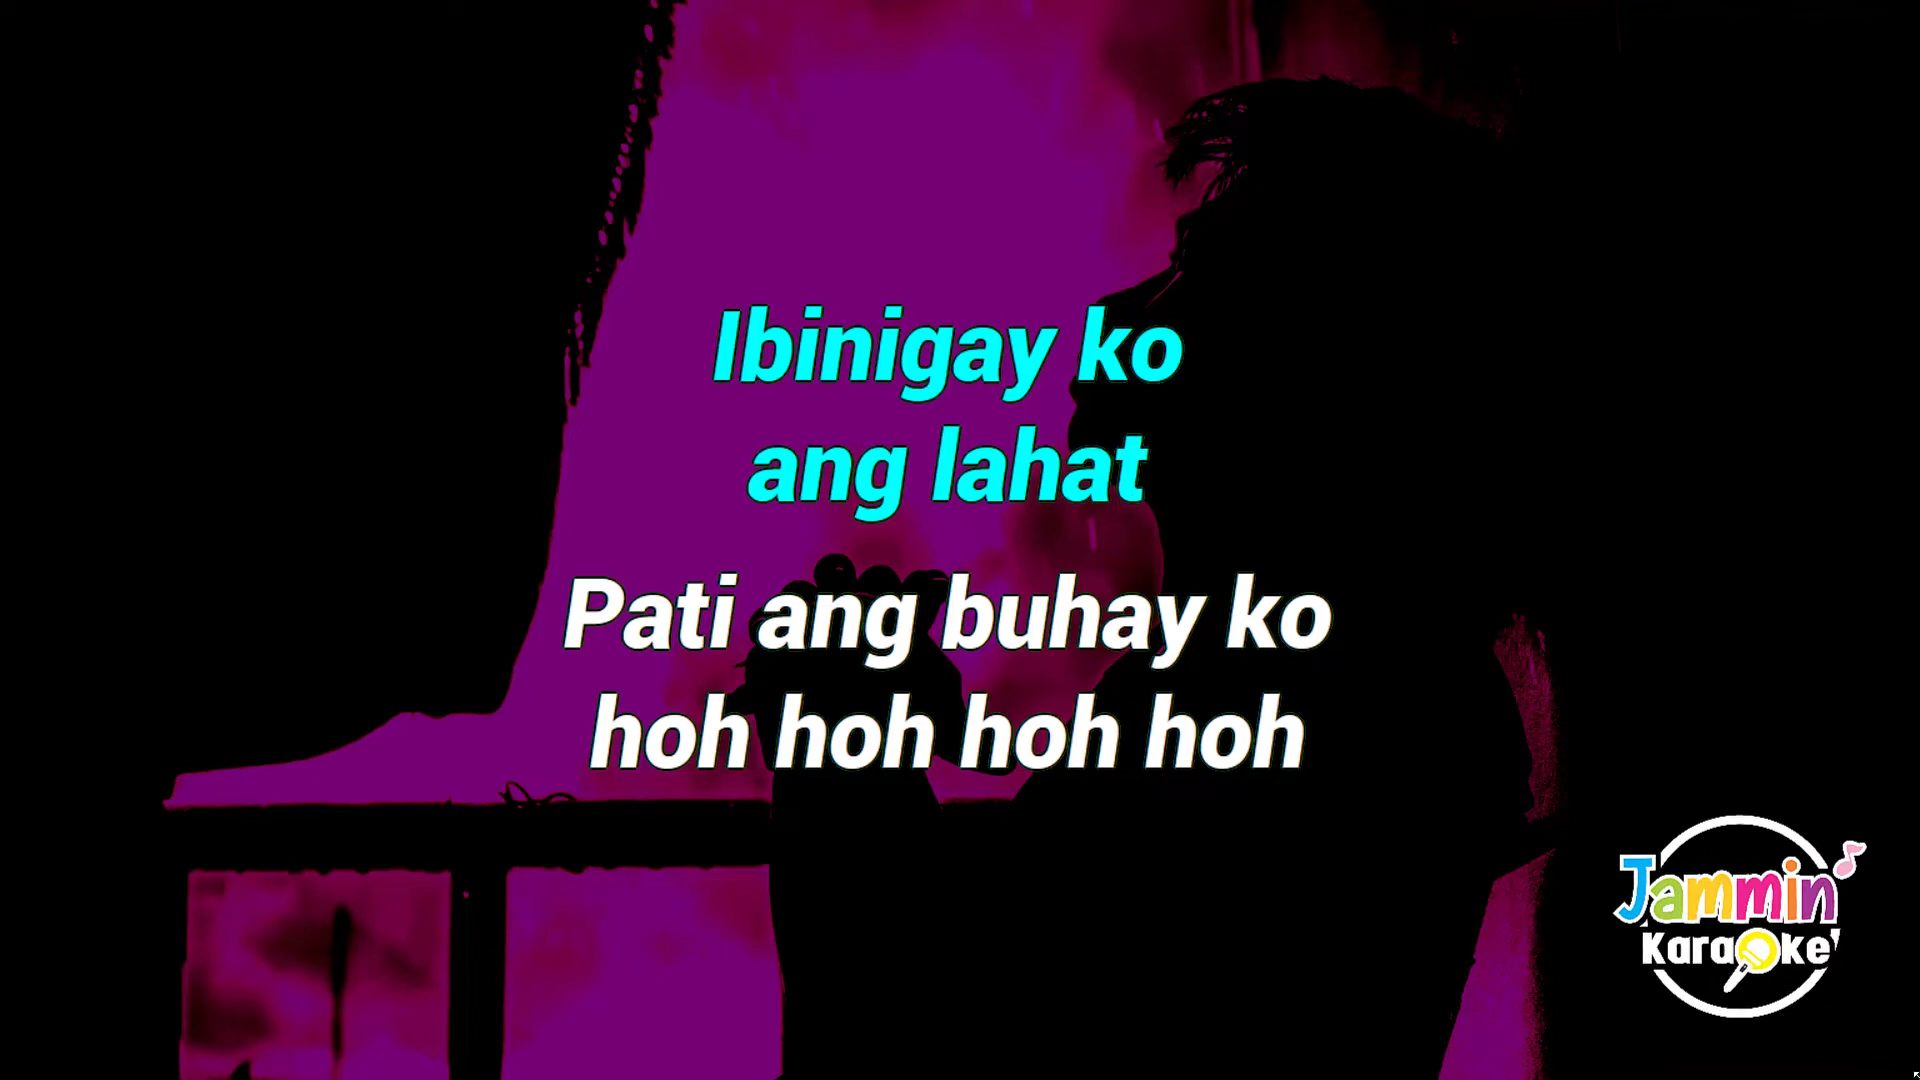 Ibinigay ko
ang lahat
Pati ang buhay ko
hoh hoh hoh hoh
Jammin'
Karaoke